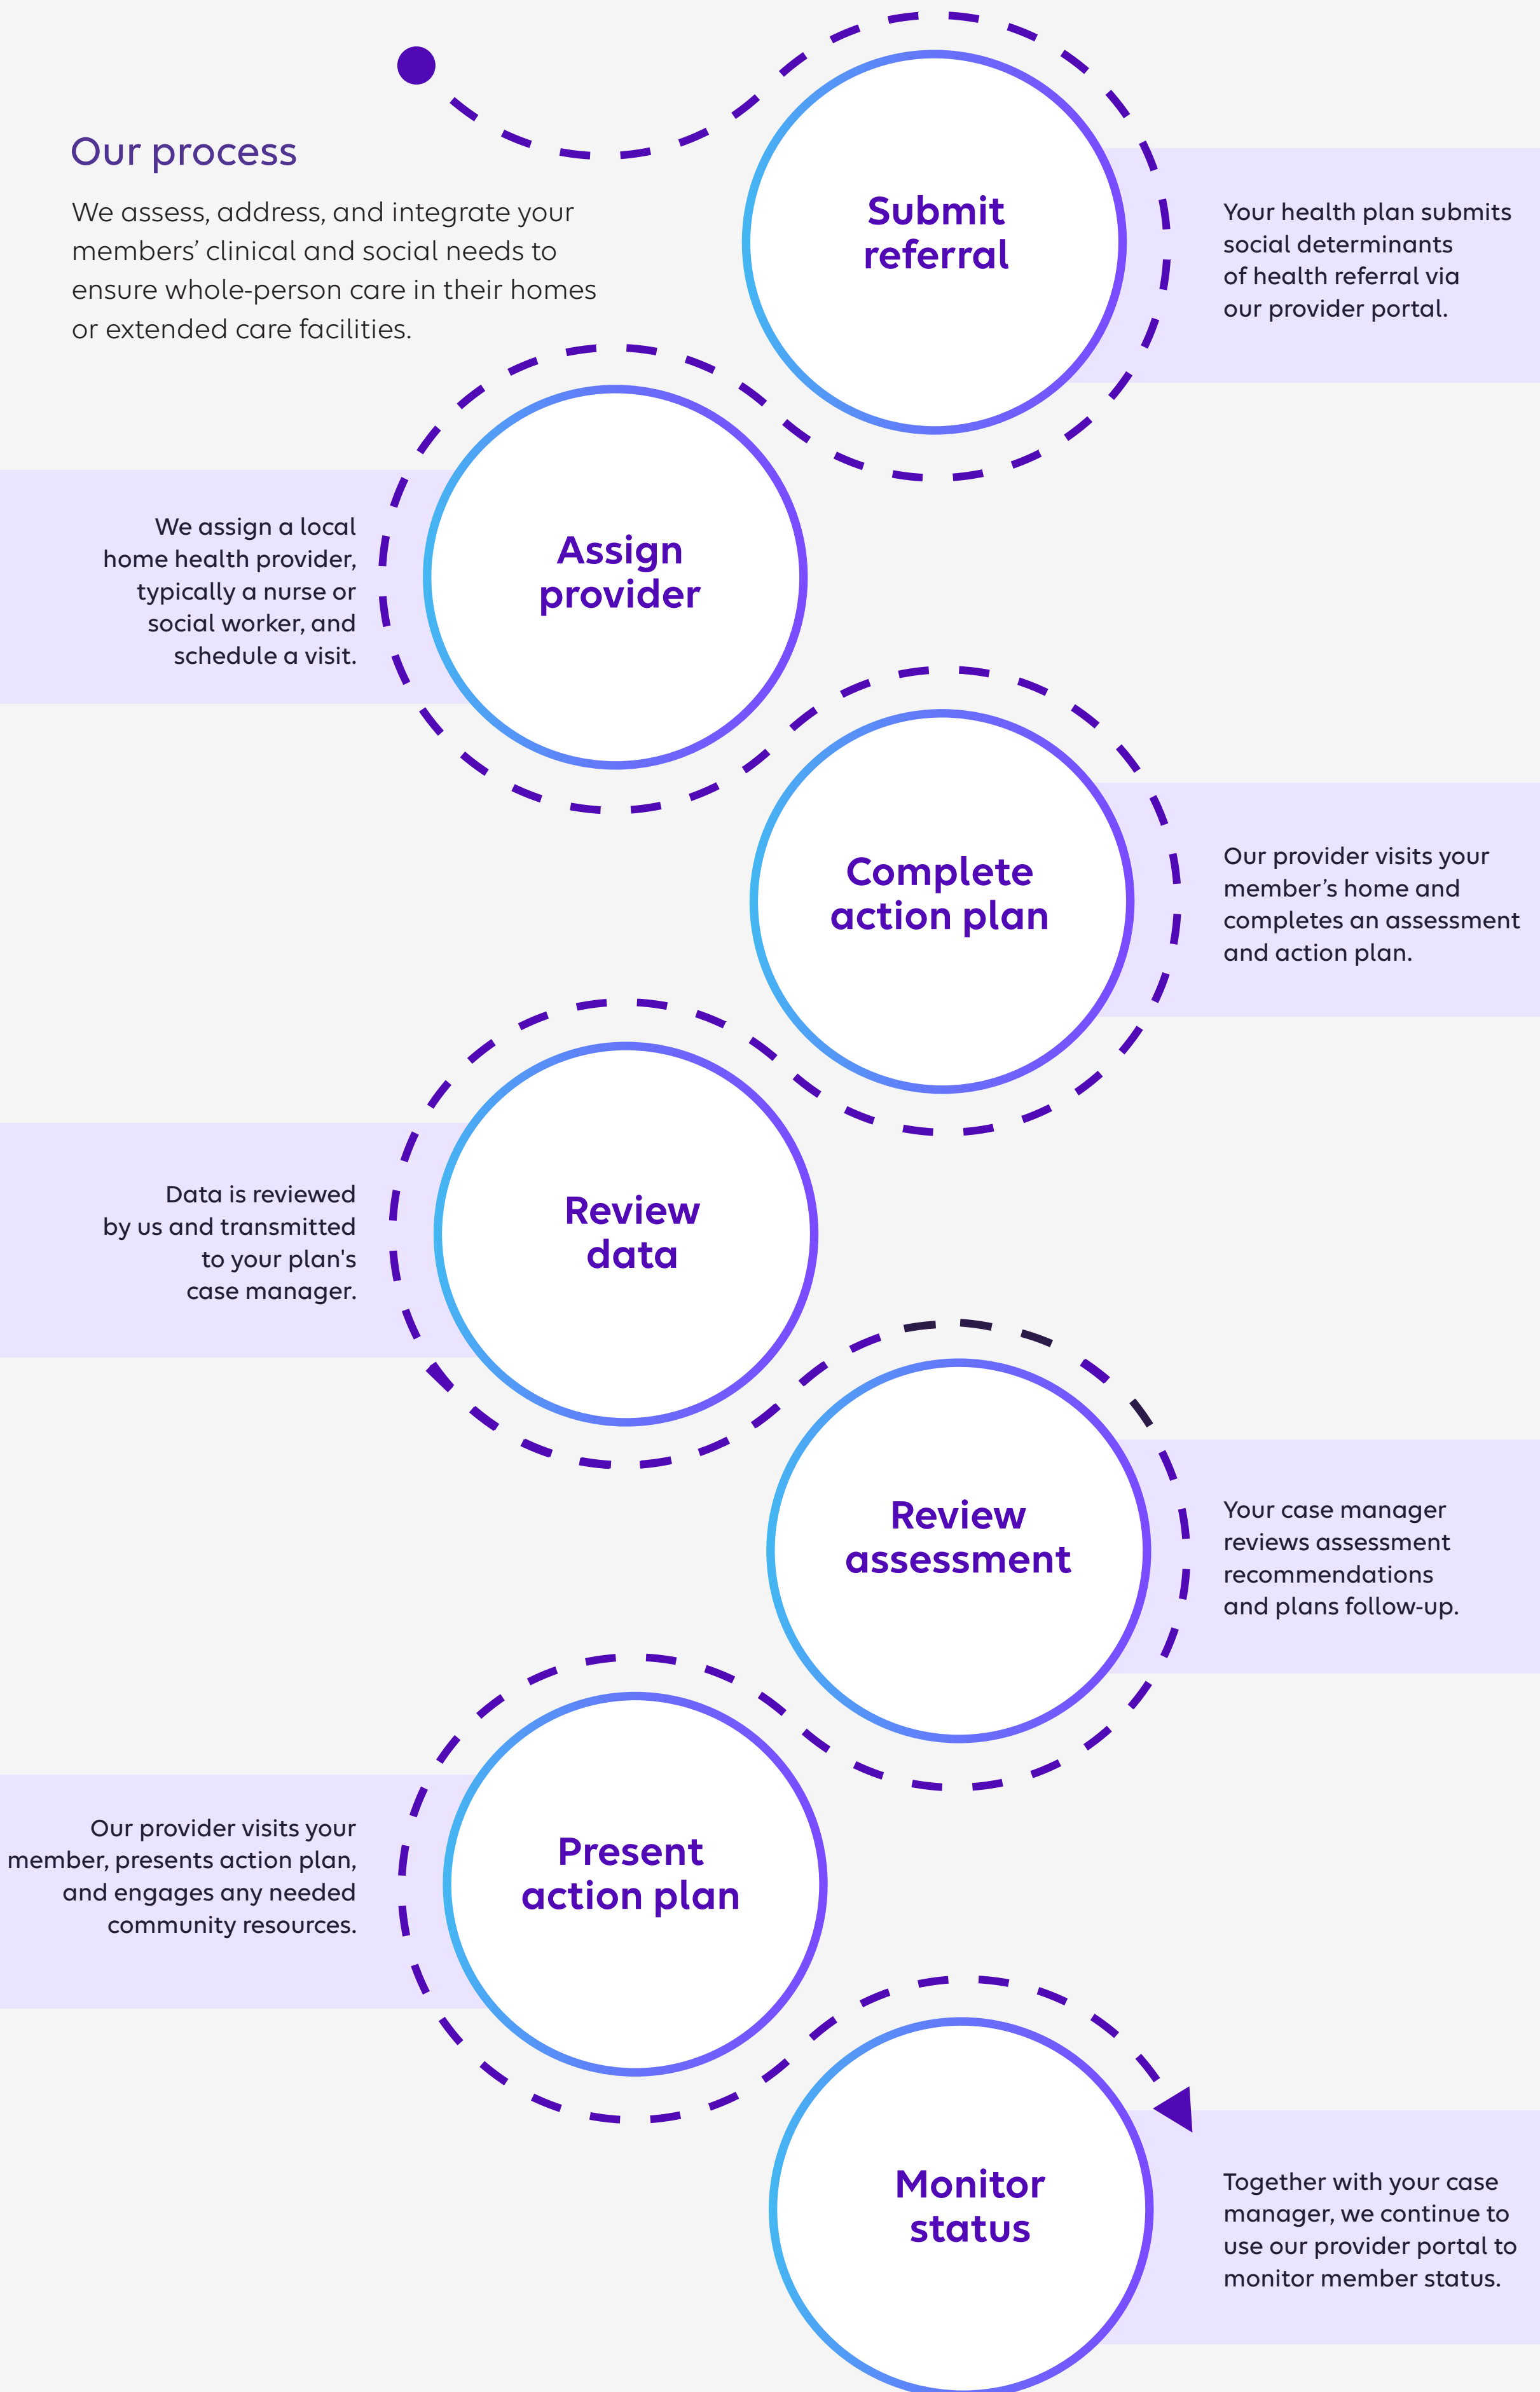 Our process
We assess, address, and integrate your
members’ clinical and social needs to
ensure whole-person care in their homes
or extended care facilities.
Submit
referral
Your health plan submits
social determinants
of health referral via
our provider portal.
Assign
provider
We assign a local
home health provider,
typically a nurse or
social worker, and
schedule a visit.
Complete
action plan
Our provider visits your
member’s home and
completes an assessment
and action plan.
Review
data
Data is reviewed
by us and transmitted
to your plan's
case manager.
Review
assessment
Your case manager
reviews assessment
recommendations
and plans follow-up.
Present
action plan
Our provider visits your
member, presents action plan,
and engages any needed
community resources.
Monitor
status
Together with your case
manager, we continue to
use our provider portal to
monitor member status.